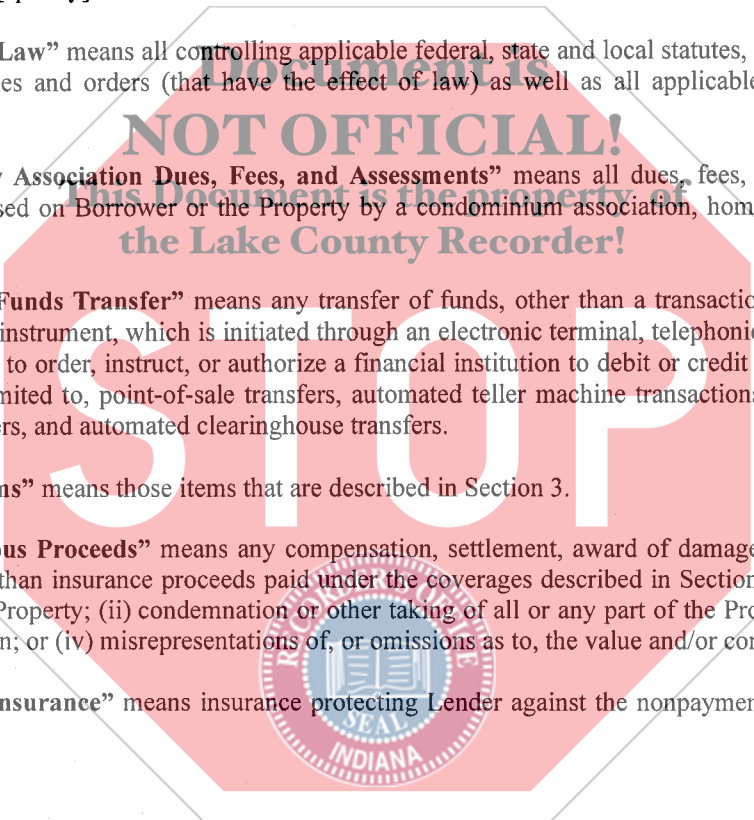 Law” means all controlling applicable federal, state and local statutes,
es and orders (that have the effect of law) as well as all applicable
Document is
NOT OFFICIAL!
Association Dues, Fees, and Assessments” means all dues, fees,
This Document is the property of
sed on Borrower or the Property by a condominium association, hom
the Lake County Recorder!
Funds Transfer” means any transfer of funds, other than a transactio
instrument, which is initiated through an electronic terminal, telephonic
to order, instruct, or authorize a financial institution to debit or credit
mited to, point-of-sale transfers, automated teller machine transactions
ers, and automated clearinghouse transfers.
STOP
ms” means those items that are described in Section 3.
ous Proceeds” means any compensation, settlement, award of damage
than insurance proceeds paid under the coverages described in Section
Property; (ii) condemnation or other taking of all or any part of the Pro
n; or (iv) misrepresentations of, or omissions as to, the value and/or con
RECORDER OF THE
nsurance” means insurance protecting Lender against the nonpaymen
SEAL
INDIANA